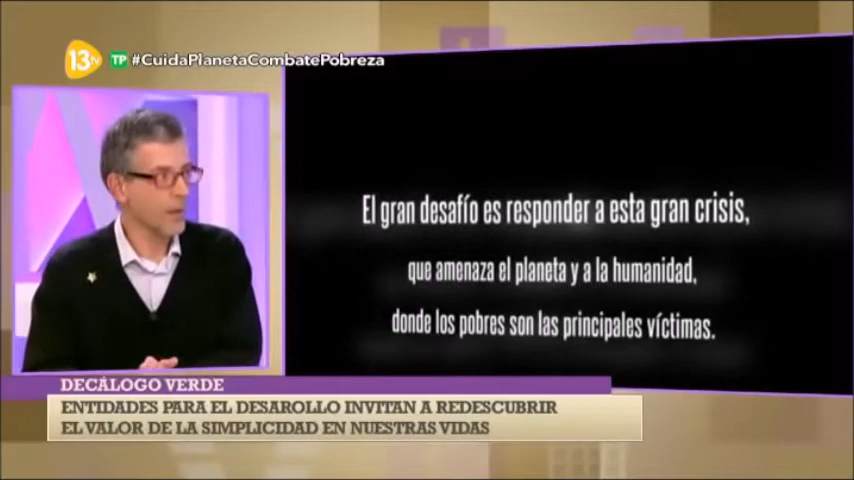 13tv TP #CuidaPlanetaCombatePobreza
El gran desafío es responder a esta gran crisis,
que amenaza el planeta y a la humanidad,
donde los pobres son las principales víctimas.
DECÁLOGO VERDE
ENTIDADES PARA EL DESAROLLO INVITAN A REDESCUBRIR
EL VALOR DE LA SIMPLICIDAD EN NUESTRAS VIDAS